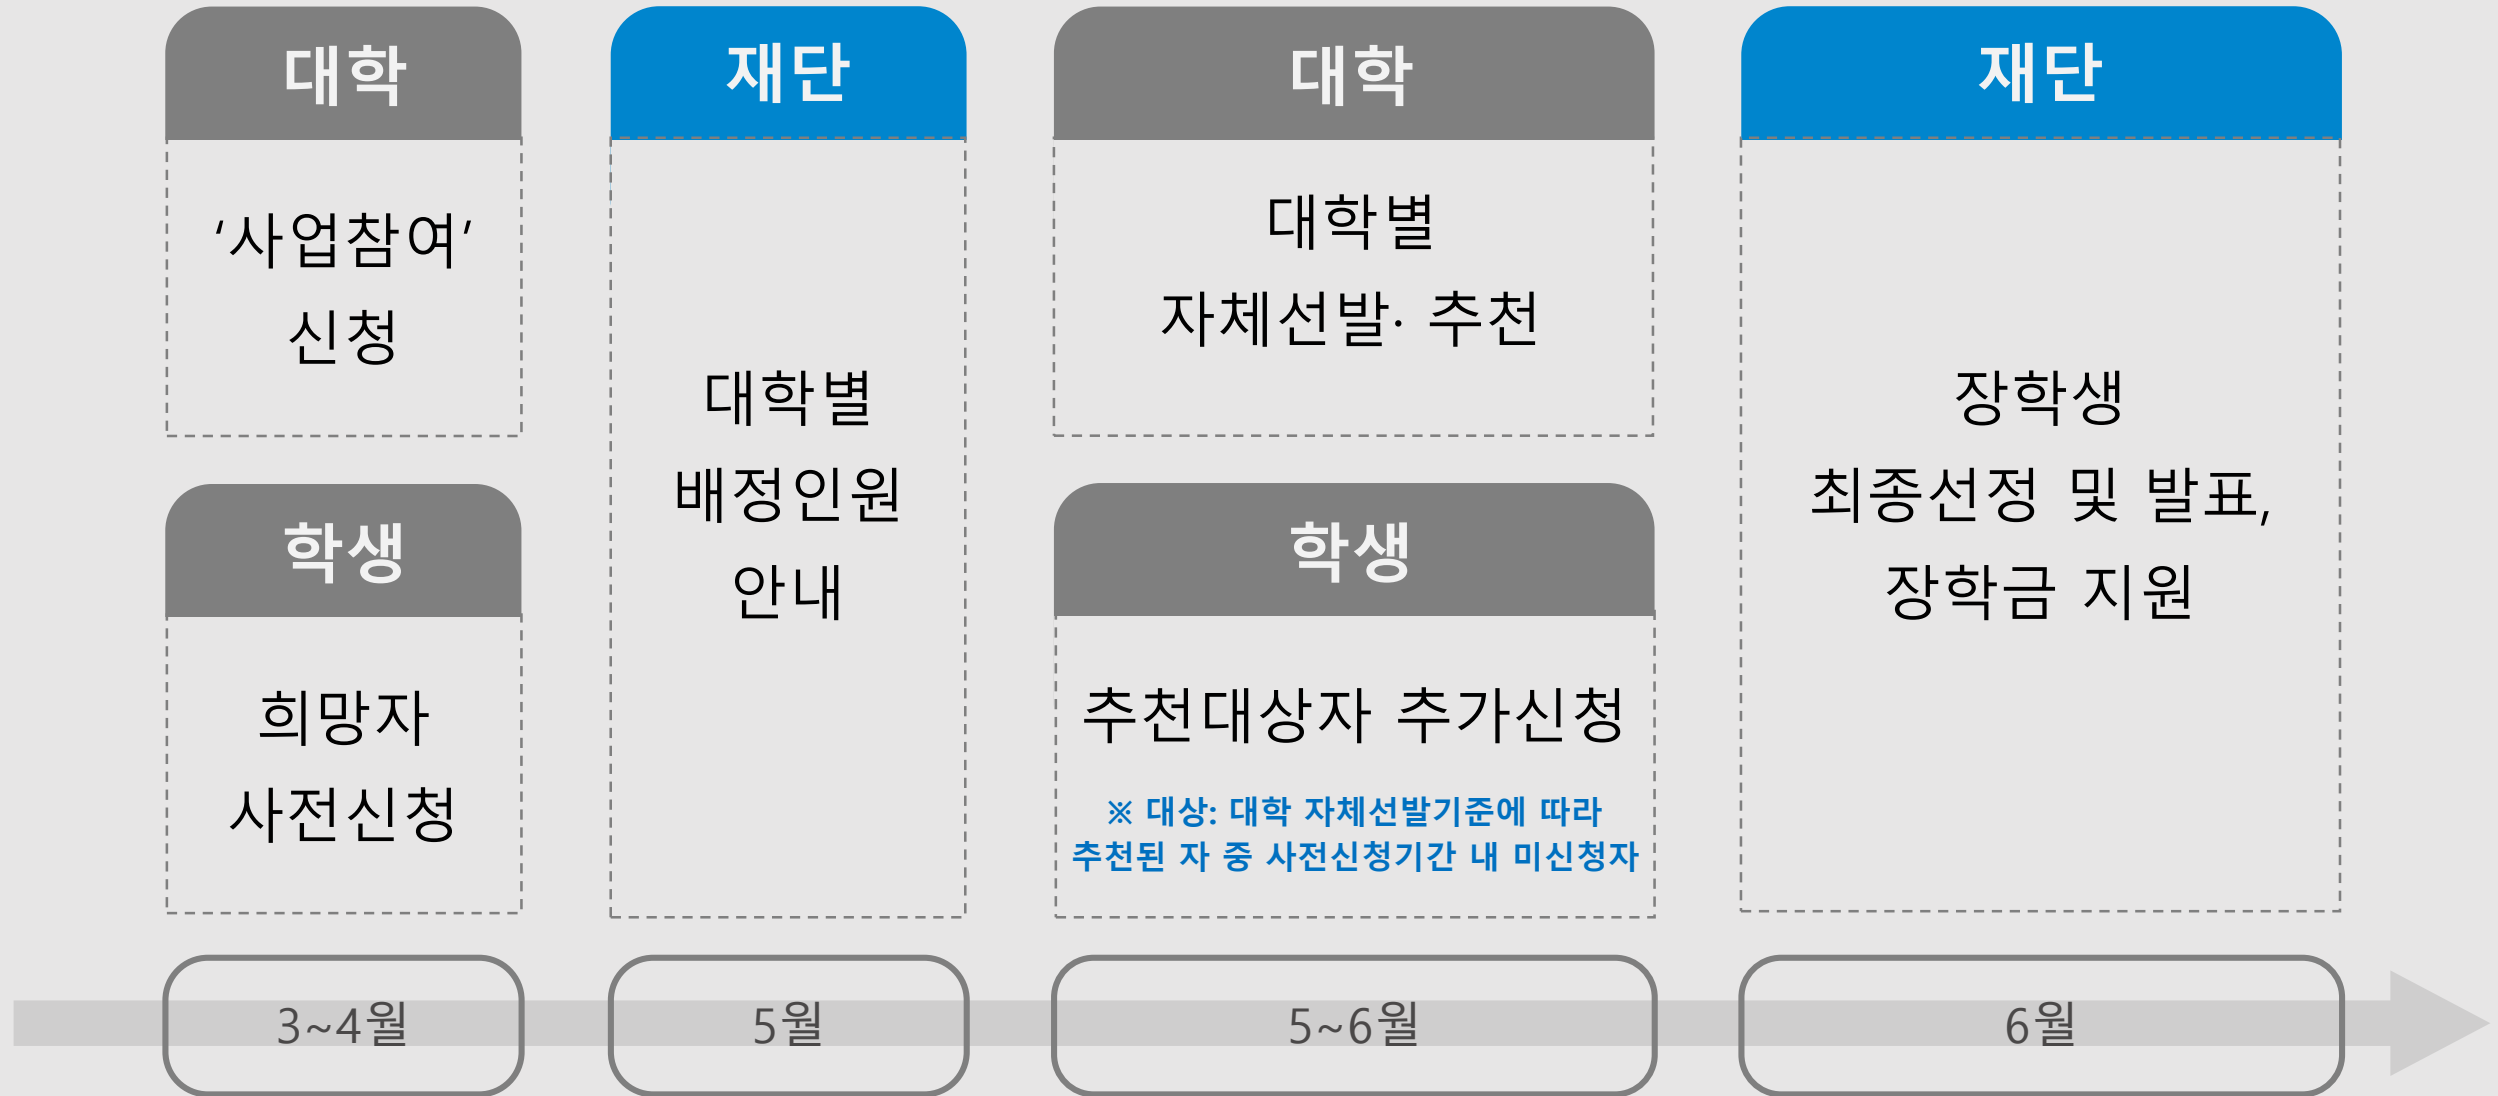 대학
‘사업참여’
신청
학생
희망자
사전신청
재단
대학별
배정인원
안내
대학
대학별
자체선발· 추천
학생
추천대상자 추가신청
※ 대상: 대학 자체선발기준에 따라
추천된 자 중 사전신청기간 내 미신청자
재단
장학생
최종선정 및 발표,
장학금 지원
3~4월
5월
5~6월
6월